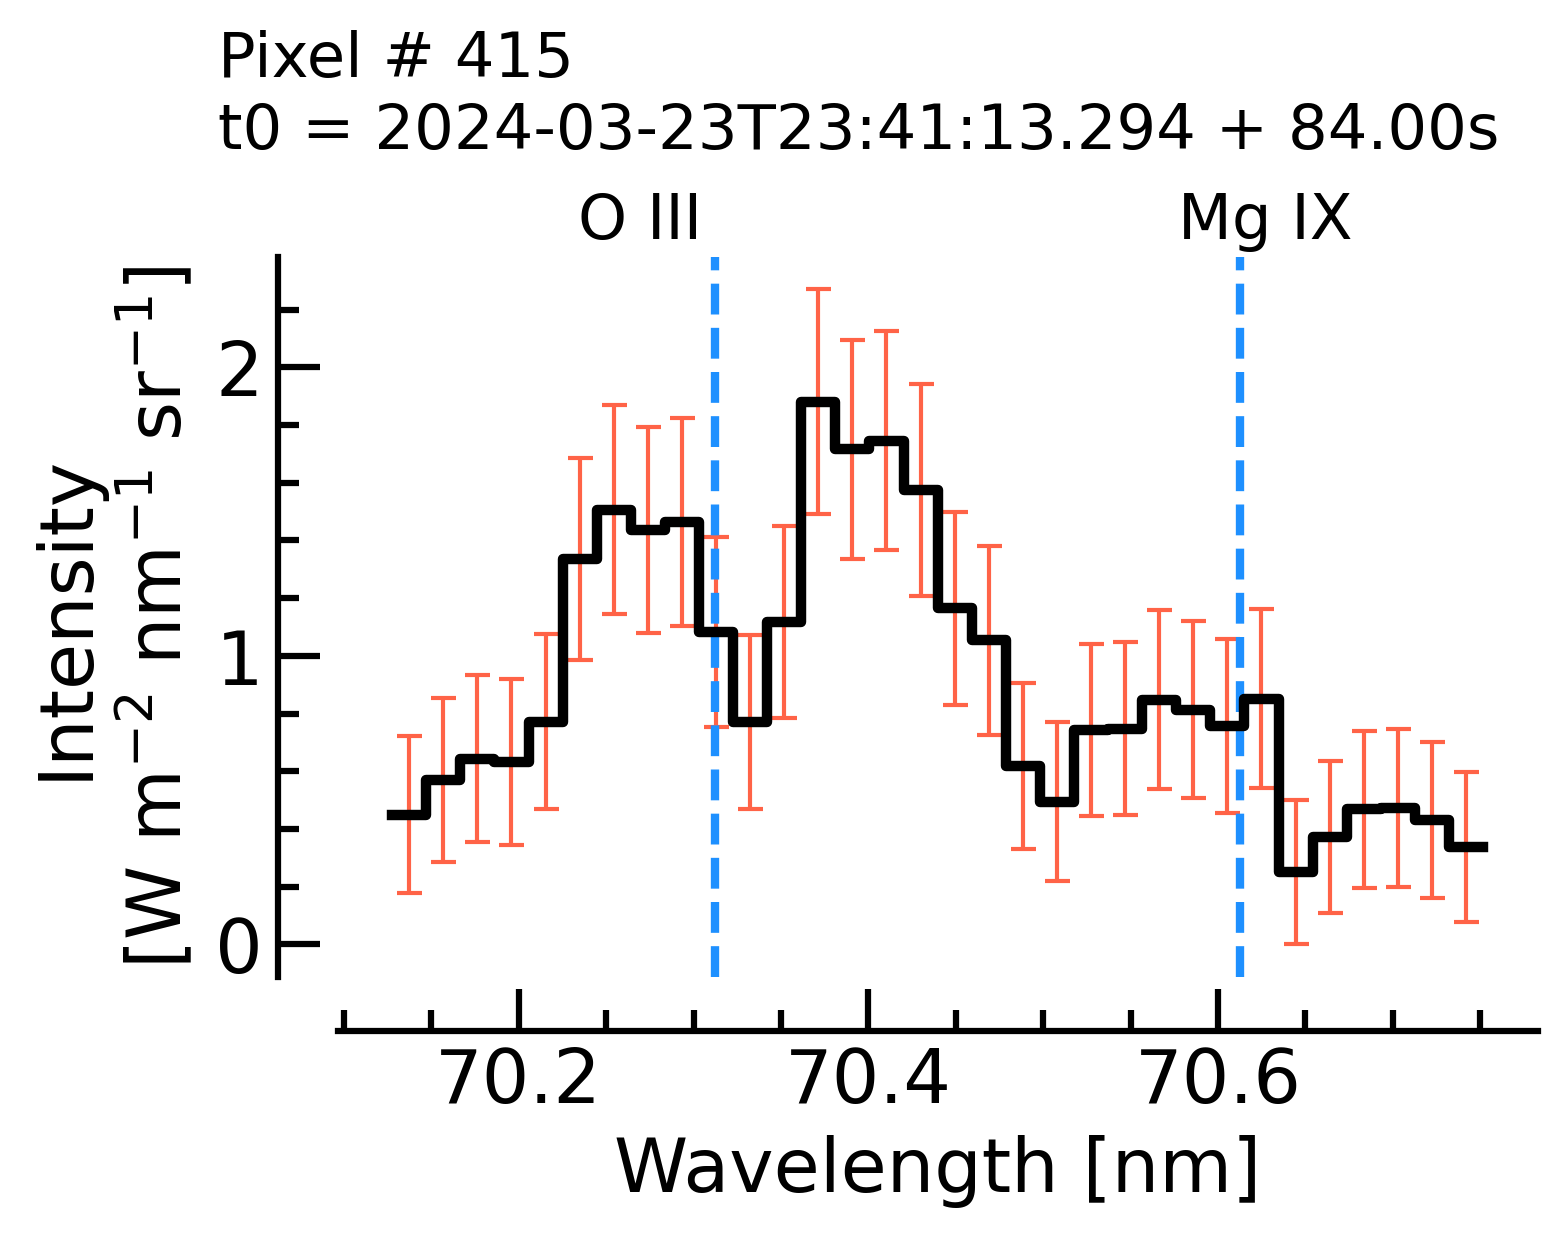 Pixel # 415
t0 = 2024-03-23T23:41:13.294 + 84.00s
O III
Mg IX
Intensity
[W m⁻² nm⁻¹ sr⁻¹]
2
1
0
70.2
70.4
70.6
Wavelength [nm]